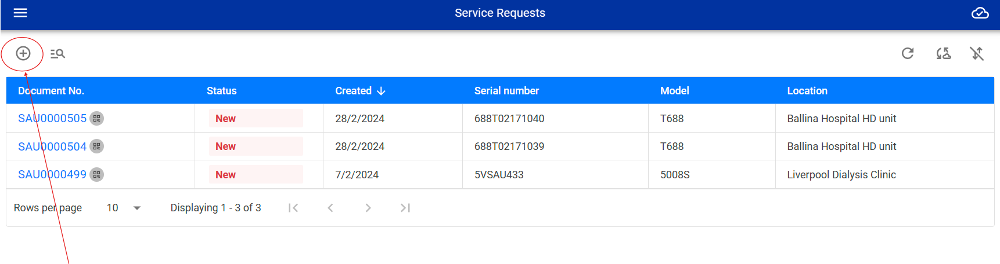 Service Requests
Document No. Status Created Serial number Model Location
SAU0000505 New 28/2/2024 688T02171040 T688 Ballina Hospital HD unit
SAU0000504 New 28/2/2024 688T02171039 T688 Ballina Hospital HD unit
SAU0000499 New 7/2/2024 5VSAU433 5008S Liverpool Dialysis Clinic
Rows per page 10 Displaying 1 - 3 of 3